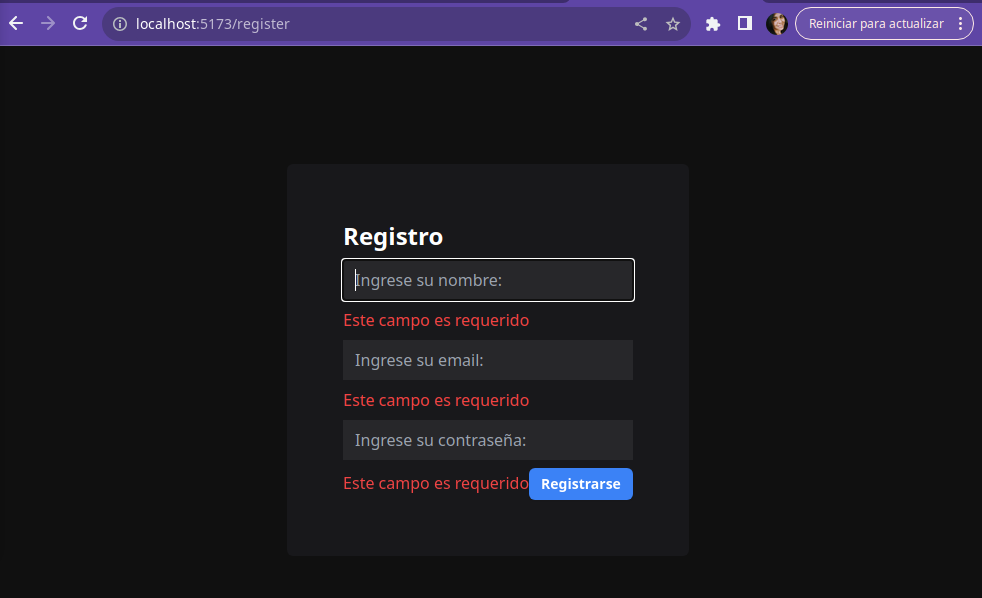 localhost:5173/register
Reiniciar para actualizar
Registro
Ingrese su nombre:
Este campo es requerido
Ingrese su email:
Este campo es requerido
Ingrese su contraseña:
Este campo es requerido Registrarse